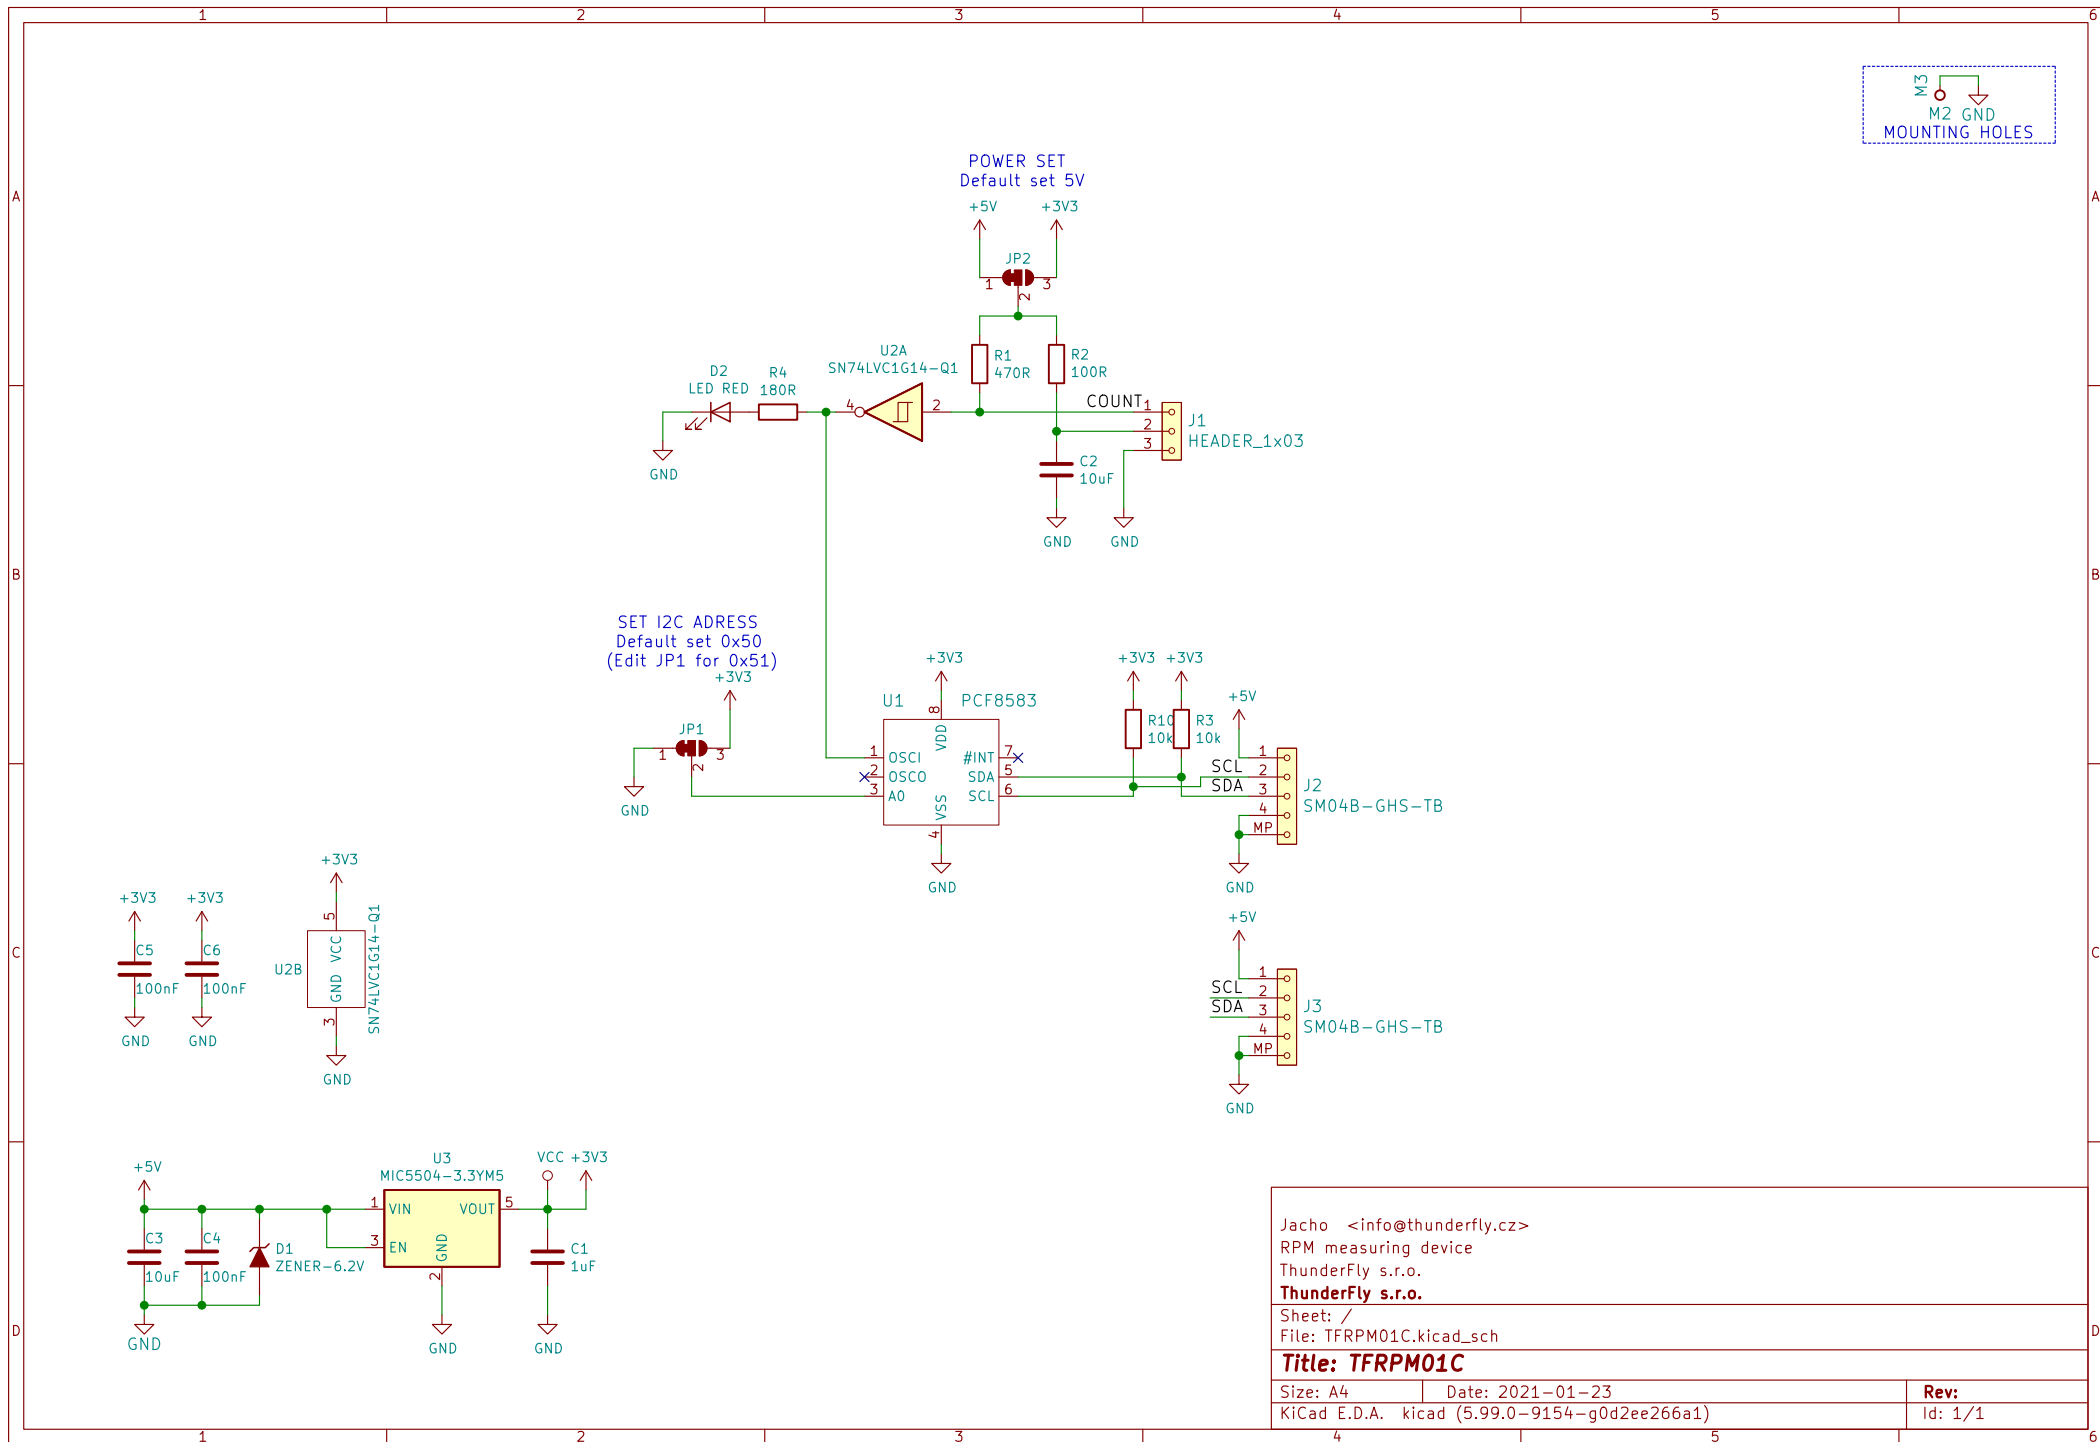 1 2 3 4 5 6
A
B
C
D
A
B
C
D
1 2 3 4 5 6
M3
M2 GND
MOUNTING HOLES
POWER SET
Default set 5V
+5V +3V3
JP2
1 2 3
R1
470R
R2
100R
U2A
SN74LVC1G14-Q1
4 2
D2
LED RED
R4
180R
GND
COUNT
1
2
3
J1
HEADER_1x03
C2
10uF
GND
GND
SET I2C ADRESS
Default set 0x50
(Edit JP1 for 0x51)
+3V3
JP1
1 2 3
GND
+3V3
U1 PCF8583
8
VDD
1 OSCI
2 OSCO
3 A0
#INT 7
SDA 5
SCL 6
VSS
4
GND
+3V3 +3V3
R10
10k
R3
10k
+5V
SCL
SDA
1
2
3
4
MP
J2
SM04B-GHS-TB
GND
+5V
SCL
SDA
1
2
3
4
MP
J3
SM04B-GHS-TB
GND
+3V3
C5
100nF
GND
+3V3
C6
100nF
GND
+3V3
5
U2B
GND VCC
SN74LVC1G14-Q1
3
GND
+5V
C3
10uF
C4
100nF
D1
ZENER-6.2V
GND
U3
MIC5504-3.3YM5
1 VIN
3 EN
VOUT 5
GND
2
GND
VCC +3V3
C1
1uF
GND
Jacho <info@thunderfly.cz>
RPM measuring device
ThunderFly s.r.o.
ThunderFly s.r.o.
Sheet: /
File: TFRPM01C.kicad_sch
Title: TFRPM01C
Size: A4 Date: 2021-01-23 Rev:
KiCad E.D.A. kicad (5.99.0-9154-g0d2ee266a1) Id: 1/1